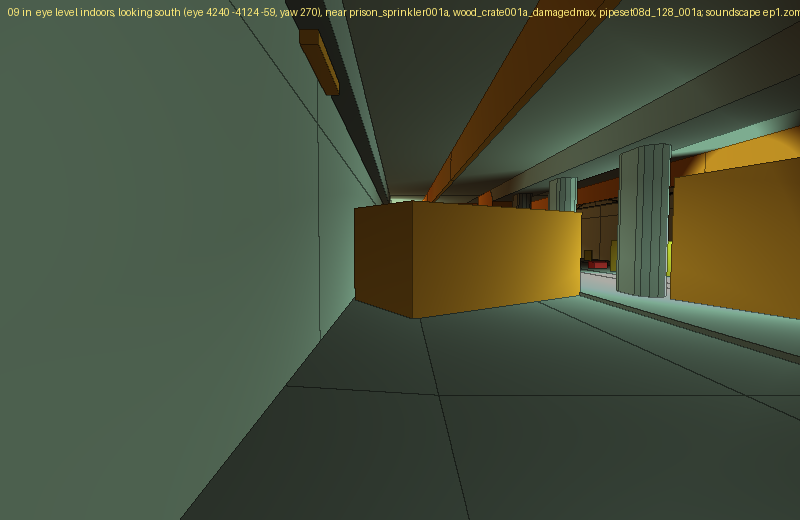 09 in  eye level indoors, looking south (eye 4240 -4124 -59, yaw 270), near prison_sprinkler001a, wood_crate001a_damagedmax, pipeset08d_128_001a; soundscape ep1.zom